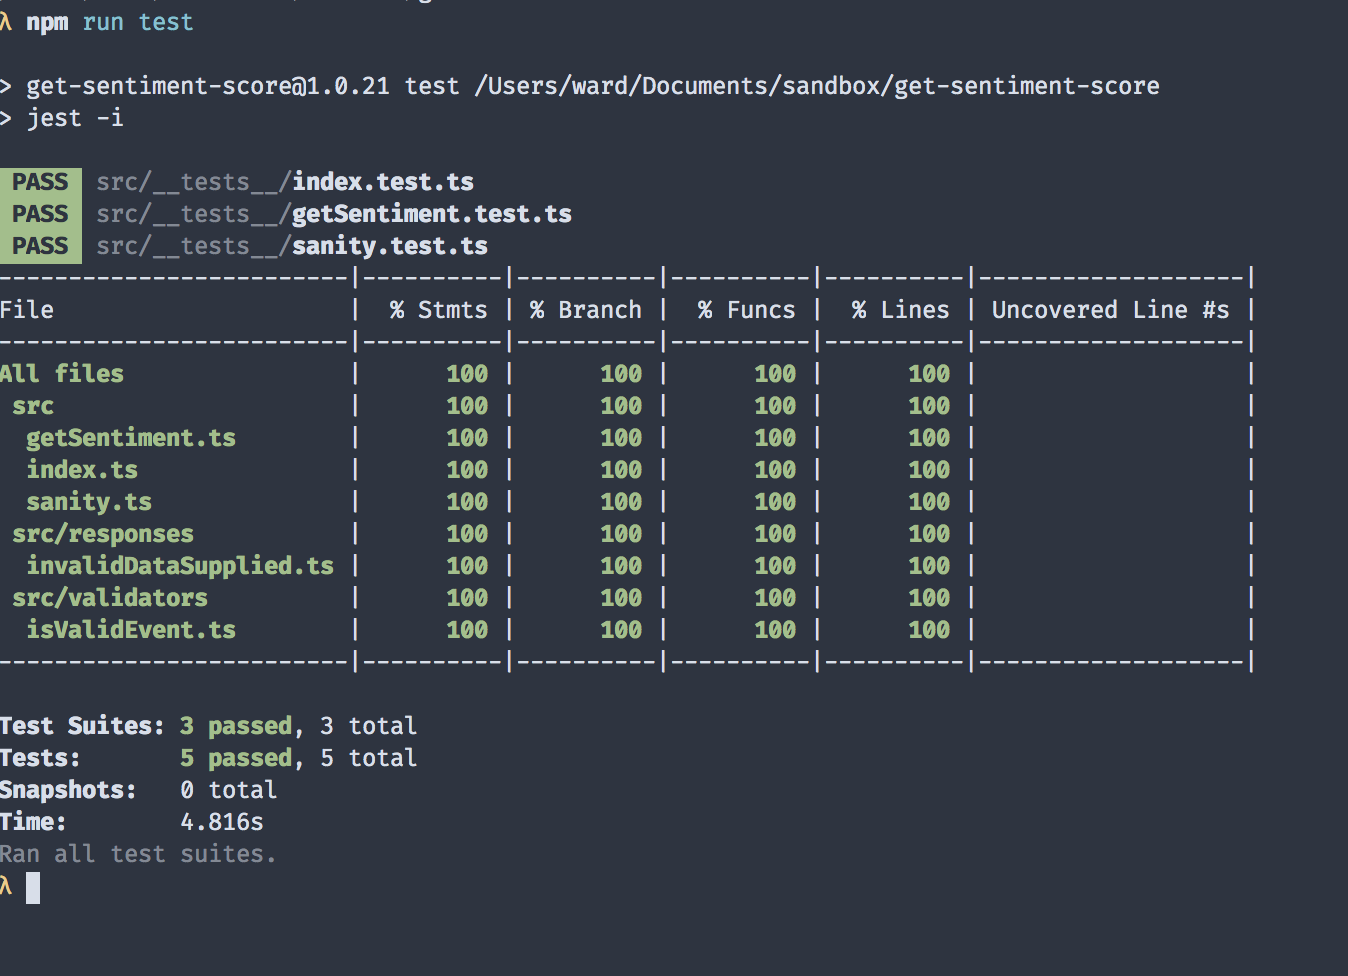 λ npm run test
> get-sentiment-score@1.0.21 test /Users/ward/Documents/sandbox/get-sentiment-score
> jest -i
PASS src/__tests__/index.test.ts
PASS src/__tests__/getSentiment.test.ts
PASS src/__tests__/sanity.test.ts
-------------------------|----------|----------|----------|----------|-------------------|
File                     |  % Stmts | % Branch |  % Funcs |  % Lines | Uncovered Line #s |
-------------------------|----------|----------|----------|----------|-------------------|
All files                |      100 |      100 |      100 |      100 |                   |
 src                     |      100 |      100 |      100 |      100 |                   |
  getSentiment.ts        |      100 |      100 |      100 |      100 |                   |
  index.ts               |      100 |      100 |      100 |      100 |                   |
  sanity.ts              |      100 |      100 |      100 |      100 |                   |
 src/responses           |      100 |      100 |      100 |      100 |                   |
  invalidDataSupplied.ts |      100 |      100 |      100 |      100 |                   |
 src/validators          |      100 |      100 |      100 |      100 |                   |
  isValidEvent.ts        |      100 |      100 |      100 |      100 |                   |
-------------------------|----------|----------|----------|----------|-------------------|
Test Suites: 3 passed, 3 total
Tests:       5 passed, 5 total
Snapshots:   0 total
Time:        4.816s
Ran all test suites.
λ